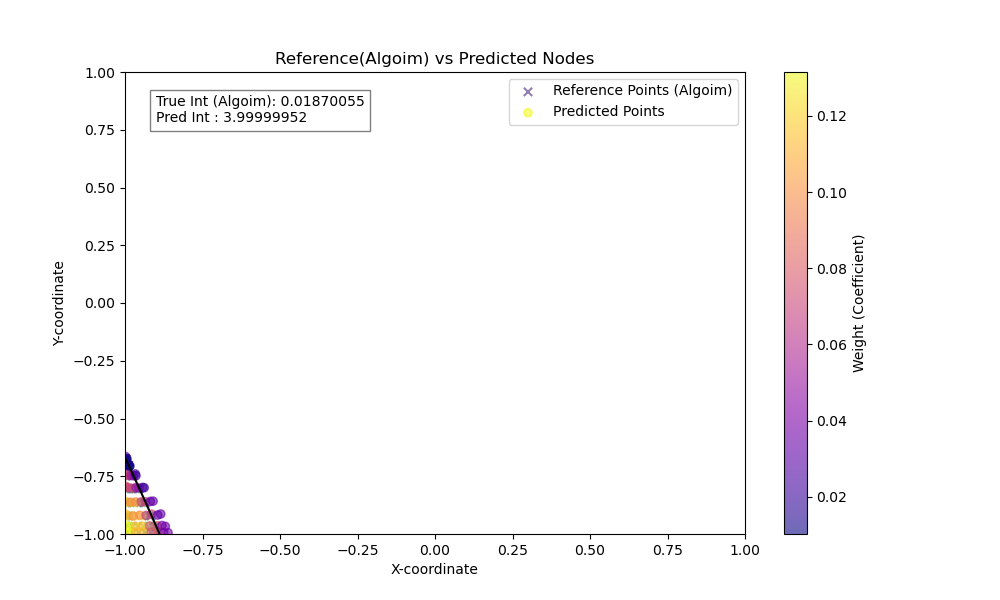 Reference(Algoim) vs Predicted Nodes
True Int (Algoim): 0.01870055
Pred Int : 3.99999952
Reference Points (Algoim)
Predicted Points
1.00
0.75
0.50
0.25
0.00
−0.25
−0.50
−0.75
−1.00
Y-coordinate
−1.00 −0.75 −0.50 −0.25 0.00 0.25 0.50 0.75 1.00
X-coordinate
0.12
0.10
0.08
0.06
0.04
0.02
Weight (Coefficient)